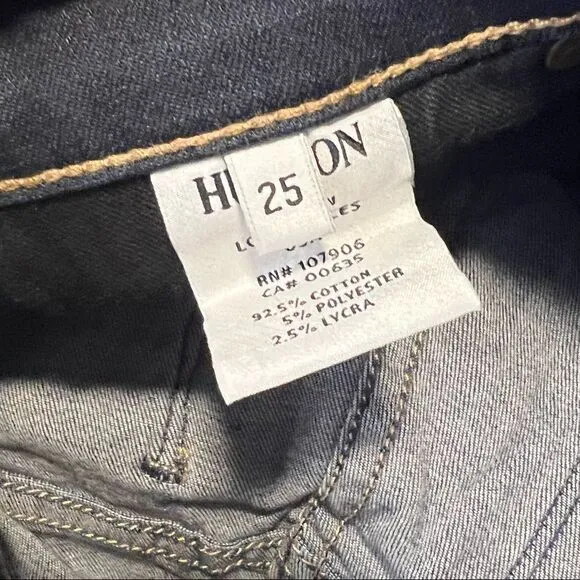 25
RN# 107906
CA# 00635
92.5% COTTON
5% POLYESTER
2.5% LYCRA